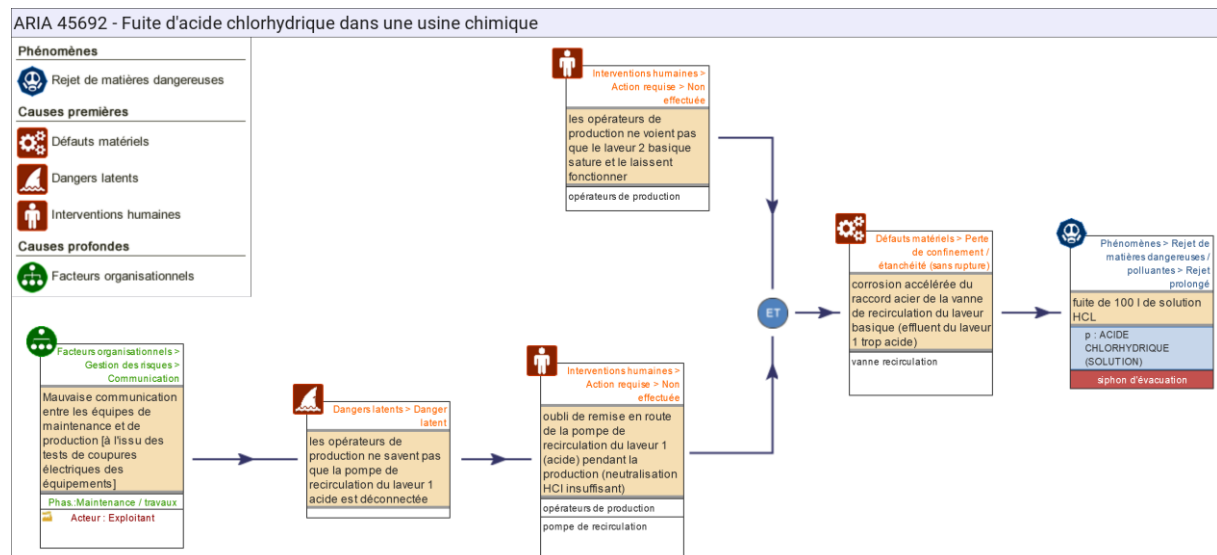 ARIA 45692 - Fuite d'acide chlorhydrique dans une usine chimique
Phénomènes
Rejet de matières dangereuses
Causes premières
Défauts matériels
Dangers latents
Interventions humaines
Causes profondes
Facteurs organisationnels
Interventions humaines >
Action requise > Non
effectuée
les opérateurs de
production ne voient pas
que le laveur 2 basique
sature et le laissent
fonctionner
opérateurs de production
Facteurs organisationnels >
Gestion des risques >
Communication
Mauvaise communication
entre les équipes de
maintenance et de
production [à l'issu des
tests de coupures
électriques des
équipements]
Phas.:Maintenance / travaux
Acteur : Exploitant
Dangers latents > Danger
latent
les opérateurs de
production ne savent pas
que la pompe de
recirculation du laveur 1
acide est déconnectée
Interventions humaines >
Action requise > Non
effectuée
oubli de remise en route
de la pompe de
recirculation du laveur 1
(acide) pendant la
production (neutralisation
HCl insuffisant)
opérateurs de production
pompe de recirculation
ET
Défauts matériels > Perte
de confinement /
étanchéité (sans rupture)
corrosion accélérée du
raccord acier de la vanne
de recirculation du laveur
basique (effluent du laveur
1 trop acide)
vanne recirculation
Phénomènes > Rejet de
matières dangereuses /
polluantes > Rejet
prolongé
fuite de 100 l de solution
HCL
p : ACIDE
CHLORHYDRIQUE
(SOLUTION)
siphon d'évacuation